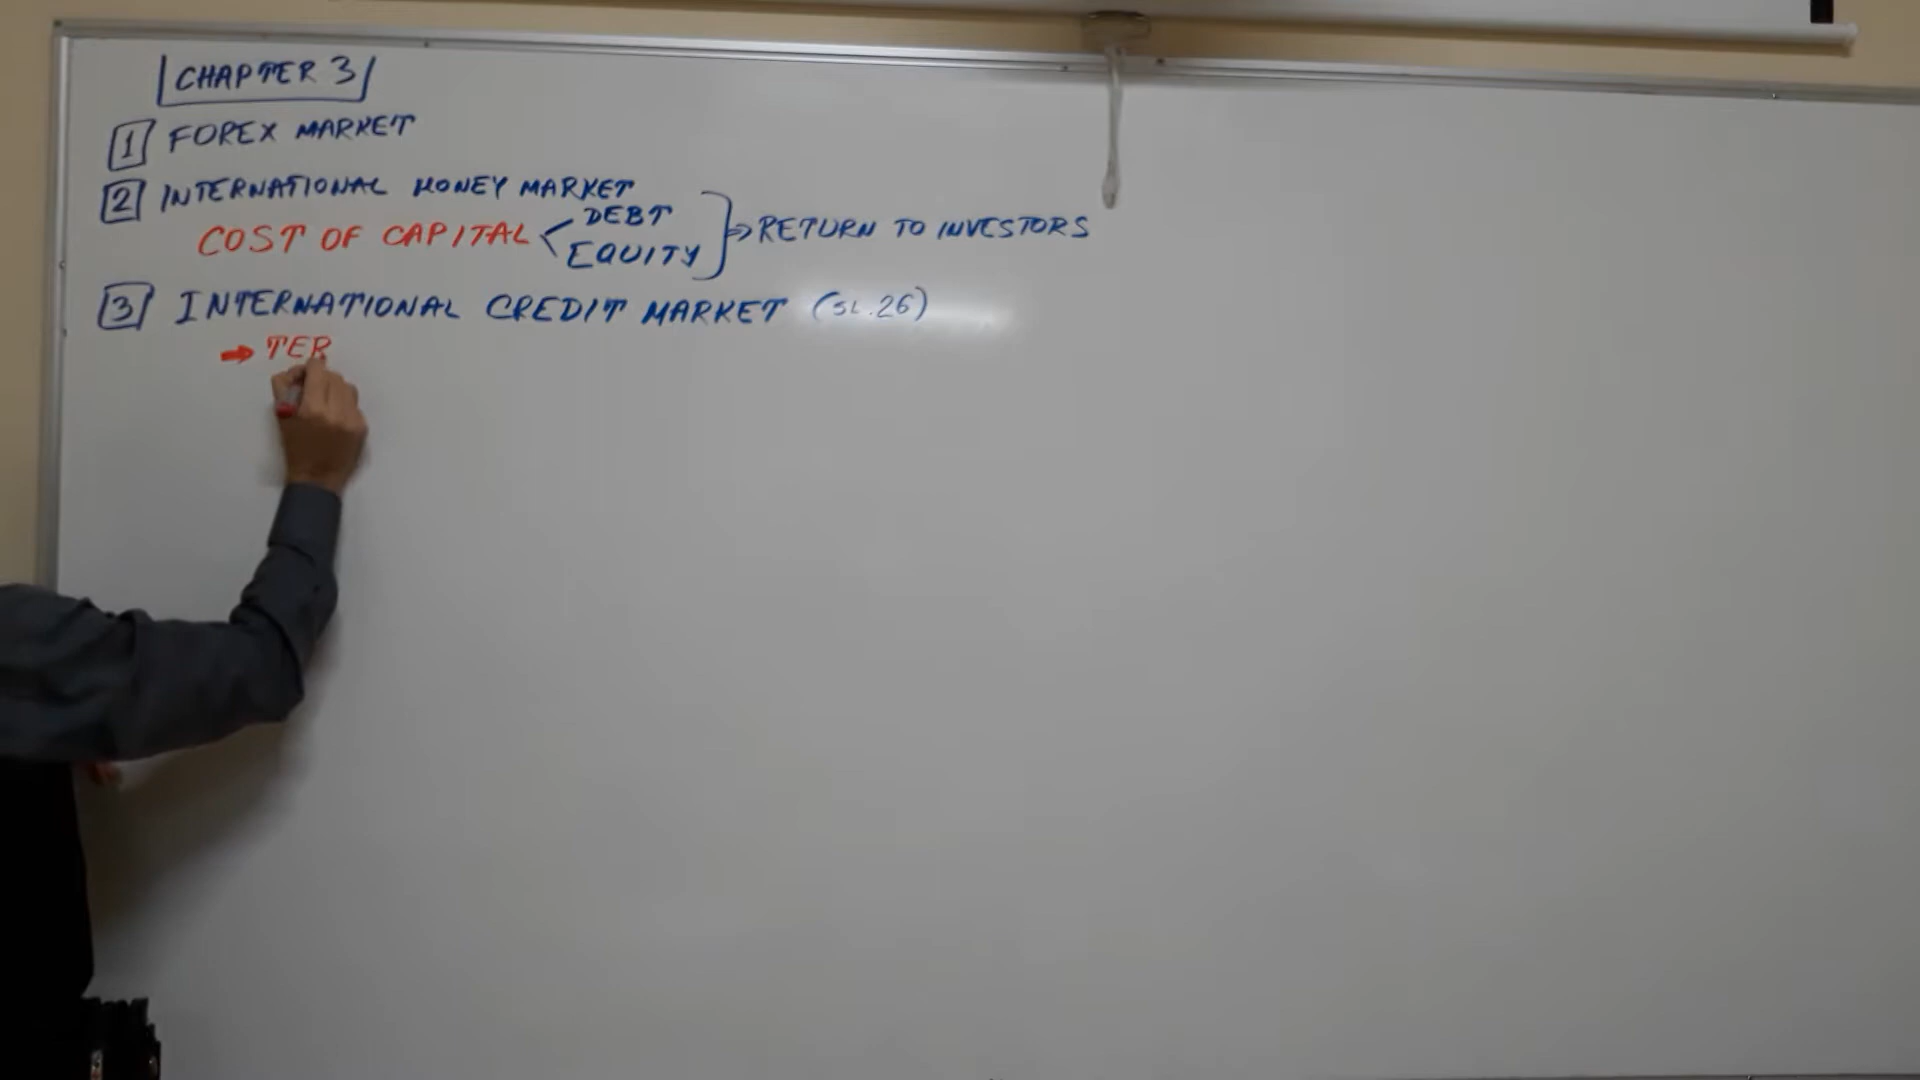 CHAPTER 3
1 FOREX MARKET
2 INTERNATIONAL MONEY MARKET
COST OF CAPITAL < DEBT
EQUITY } ⇒ RETURN TO INVESTORS
3 INTERNATIONAL CREDIT MARKET (SL.26)
➡ TER